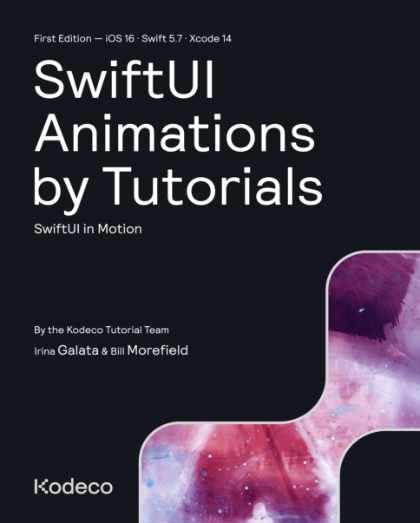 First Edition — iOS 16 · Swift 5.7 · Xcode 14
SwiftUI
Animations
by Tutorials
SwiftUI in Motion
By the Kodeco Tutorial Team
Irina Galata & Bill Morefield
Kodeco